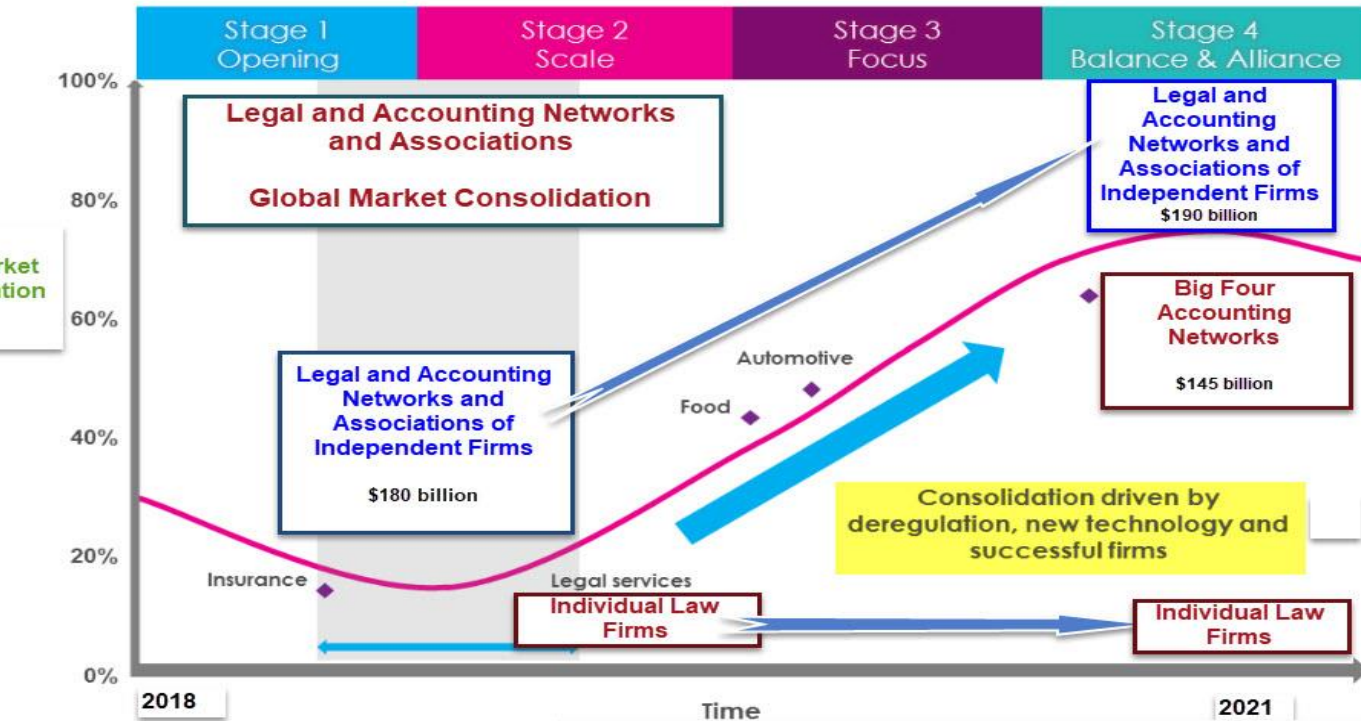 Stage 1
Opening
Stage 2
Scale
Stage 3
Focus
Stage 4
Balance & Alliance
100%
80%
60%
40%
20%
0%
Legal and Accounting Networks
and Associations
Global Market Consolidation
Legal and
Accounting
Networks and
Associations of
Independent Firms
$190 billion
Big Four
Accounting
Networks
$145 billion
Legal and Accounting
Networks and
Associations of
Independent Firms
$180 billion
Automotive
Food
Consolidation driven by
deregulation, new technology and
successful firms
Insurance
Legal services
Individual Law
Firms
Individual Law
Firms
2018
Time
2021